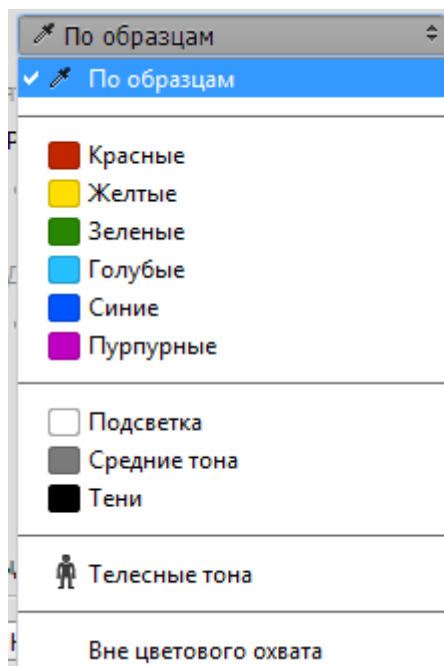 По образцам
По образцам
Красные
Желтые
Зеленые
Голубые
Синие
Пурпурные
Подсветка
Средние тона
Тени
Телесные тона
Вне цветового охвата